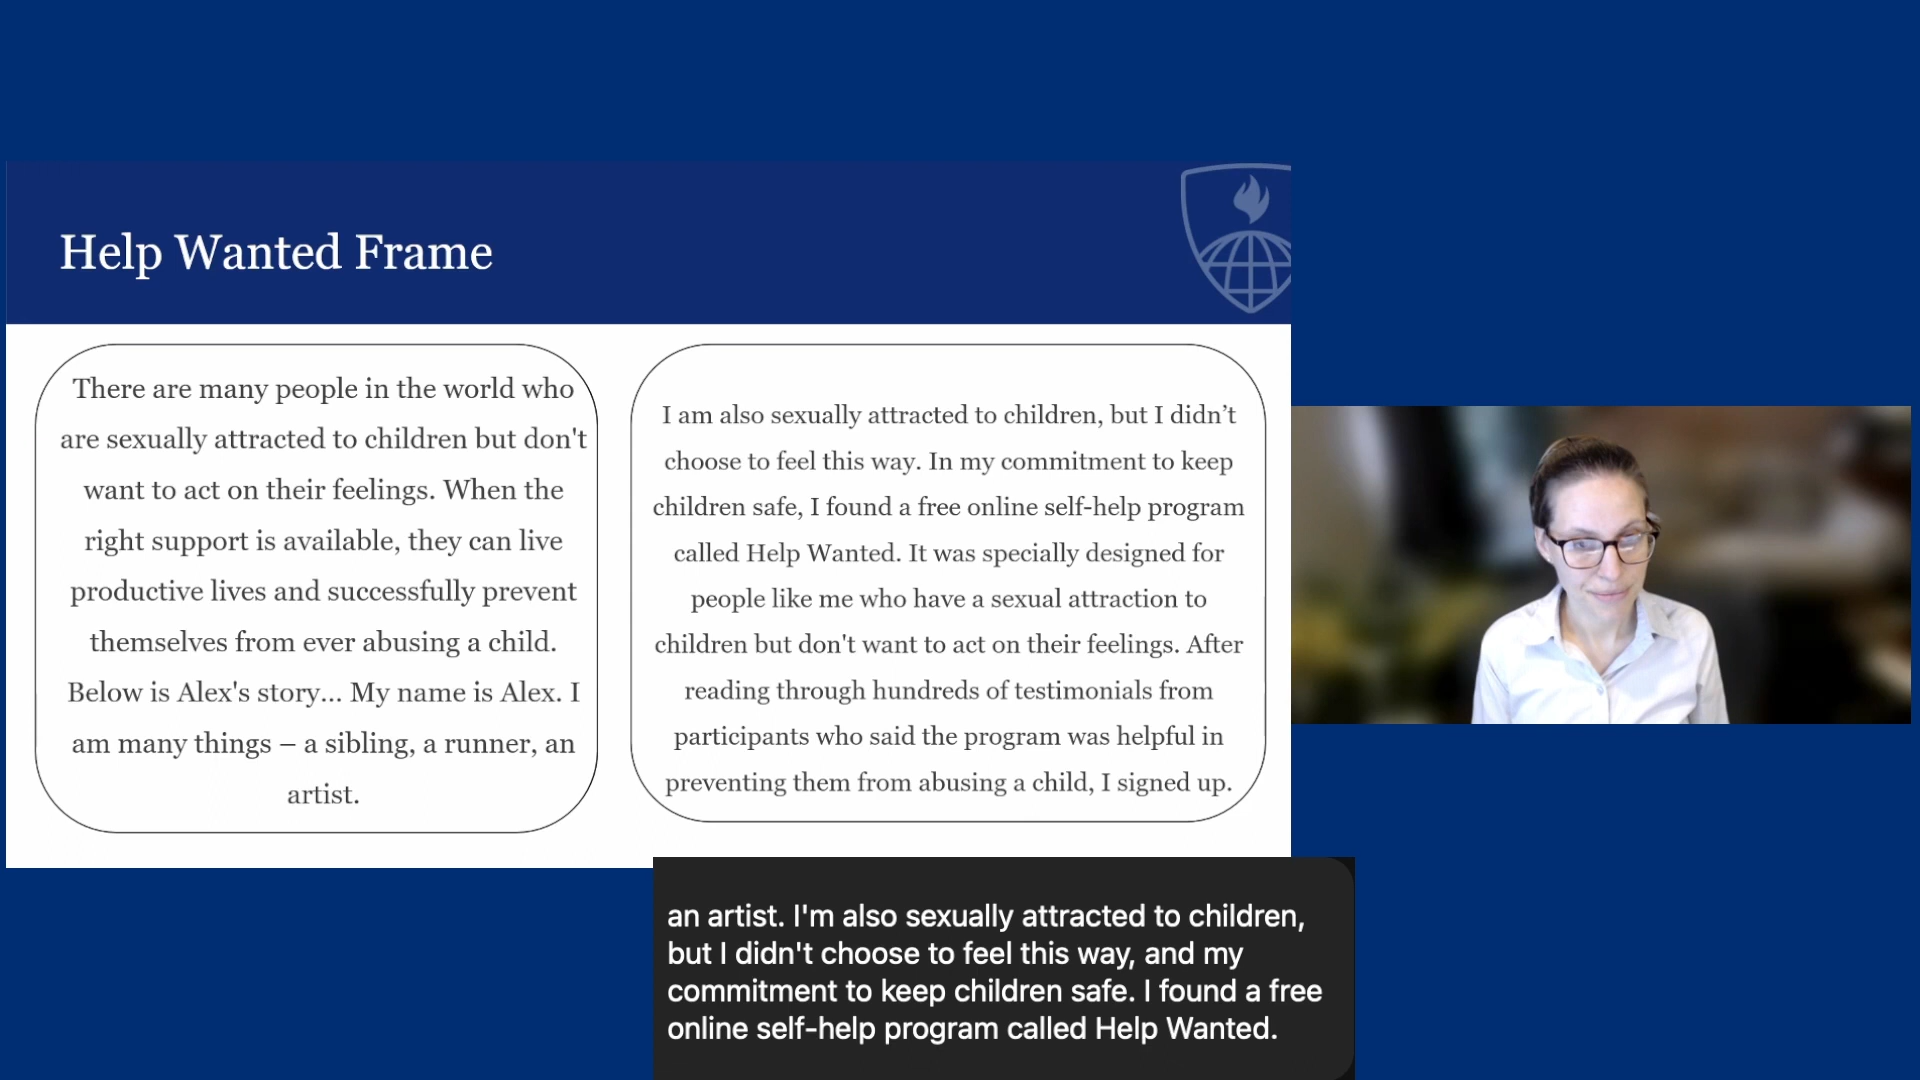 Help Wanted Frame
There are many people in the world who
are sexually attracted to children but don't
want to act on their feelings. When the
right support is available, they can live
productive lives and successfully prevent
themselves from ever abusing a child.
Below is Alex's story... My name is Alex. I
am many things – a sibling, a runner, an
artist.
I am also sexually attracted to children, but I didn’t
choose to feel this way. In my commitment to keep
children safe, I found a free online self-help program
called Help Wanted. It was specially designed for
people like me who have a sexual attraction to
children but don't want to act on their feelings. After
reading through hundreds of testimonials from
participants who said the program was helpful in
preventing them from abusing a child, I signed up.
an artist. I'm also sexually attracted to children,
but I didn't choose to feel this way, and my
commitment to keep children safe. I found a free
online self-help program called Help Wanted.